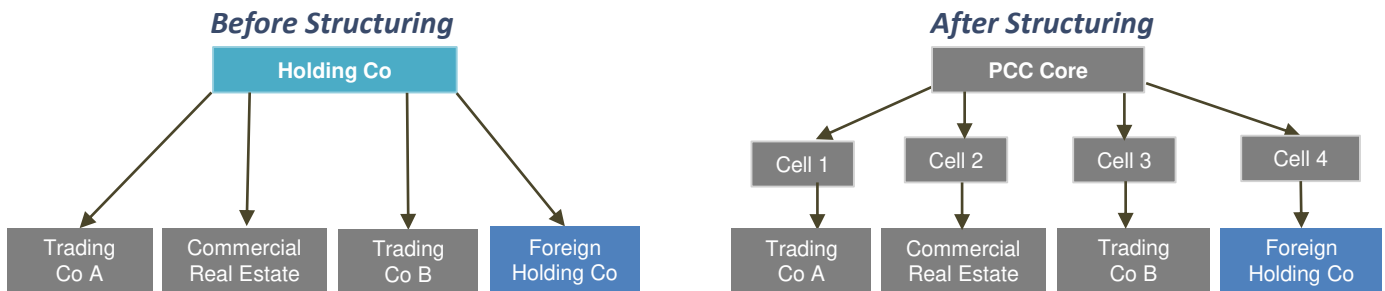 Before Structuring
Holding Co
Trading
Co A
Commercial
Real Estate
Trading
Co B
Foreign
Holding Co
After Structuring
PCC Core
Cell 1
Cell 2
Cell 3
Cell 4
Trading
Co A
Commercial
Real Estate
Trading
Co B
Foreign
Holding Co